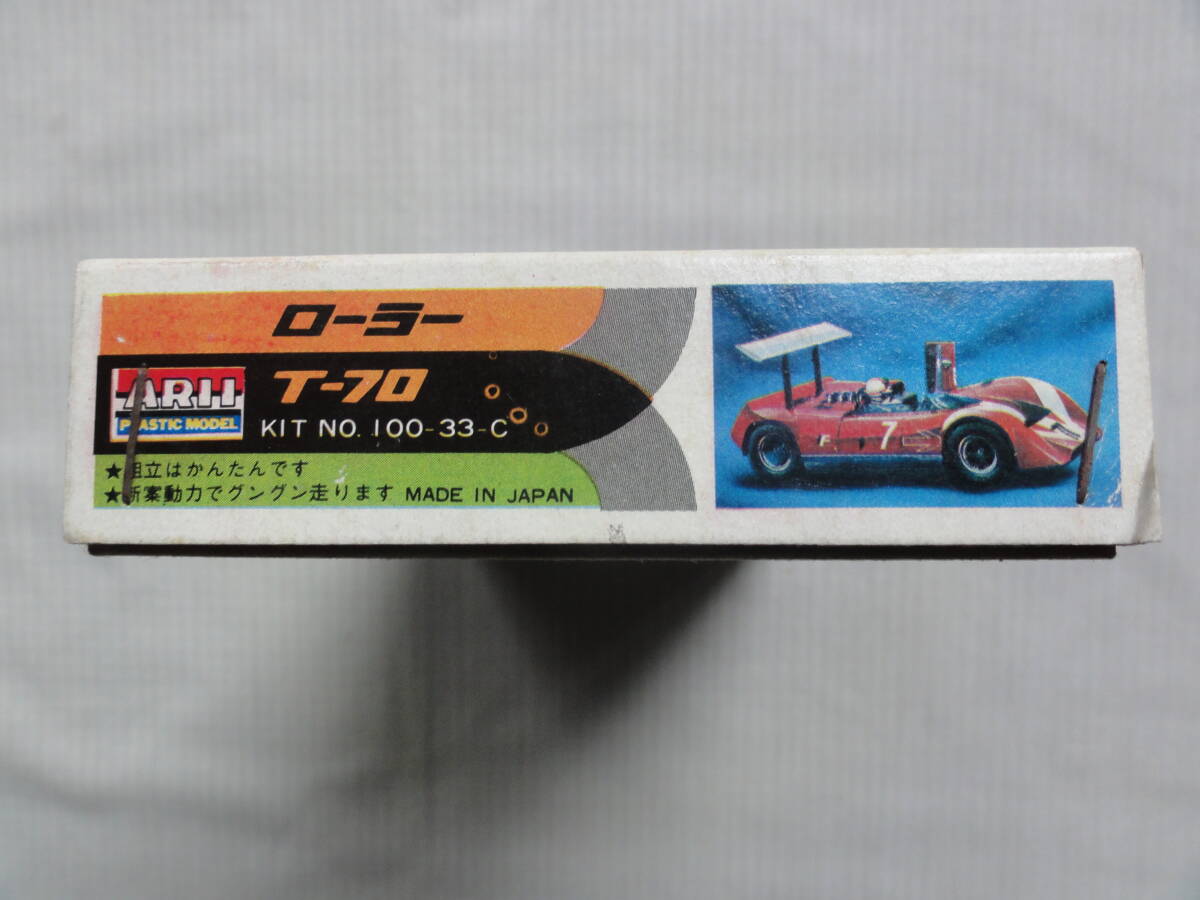 ローラー
T-70
ARII
PLASTIC MODEL
KIT NO. 100-33-C
★組立はかんたんです
★新案動力でグングン走ります MADE IN JAPAN
F 7